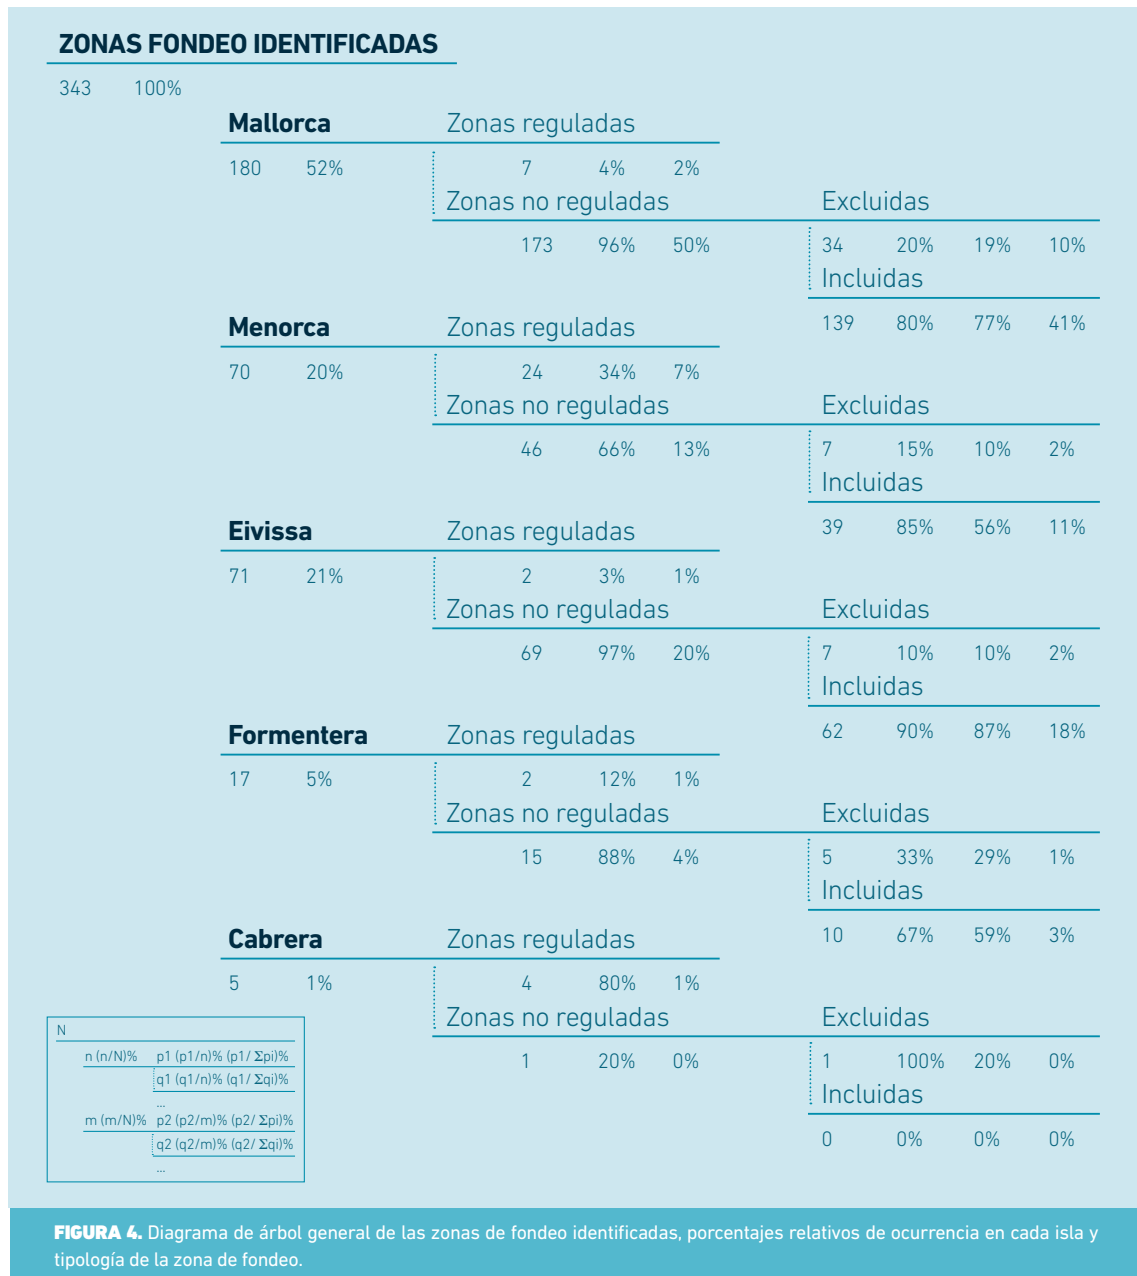 ZONAS FONDEO IDENTIFICADAS
343 100%
Mallorca Zonas reguladas
180 52% 7 4% 2%
Zonas no reguladas Excluidas
173 96% 50% 34 20% 19% 10%
Incluidas
Menorca Zonas reguladas 139 80% 77% 41%
70 20% 24 34% 7%
Zonas no reguladas Excluidas
46 66% 13% 7 15% 10% 2%
Incluidas
Eivissa Zonas reguladas 39 85% 56% 11%
71 21% 2 3% 1%
Zonas no reguladas Excluidas
69 97% 20% 7 10% 10% 2%
Incluidas
Formentera Zonas reguladas 62 90% 87% 18%
17 5% 2 12% 1%
Zonas no reguladas Excluidas
15 88% 4% 5 33% 29% 1%
Incluidas
Cabrera Zonas reguladas 10 67% 59% 3%
5 1% 4 80% 1%
Zonas no reguladas Excluidas
1 20% 0% 1 100% 20% 0%
Incluidas
0 0% 0% 0%
N
n (n/N)% p1 (p1/n)% (p1/ Σpi)%
q1 (q1/n)% (q1/ Σqi)%
...
m (m/N)% p2 (p2/m)% (p2/ Σpi)%
q2 (q2/m)% (q2/ Σqi)%
...
FIGURA 4. Diagrama de árbol general de las zonas de fondeo identificadas, porcentajes relativos de ocurrencia en cada isla y
tipología de la zona de fondeo.